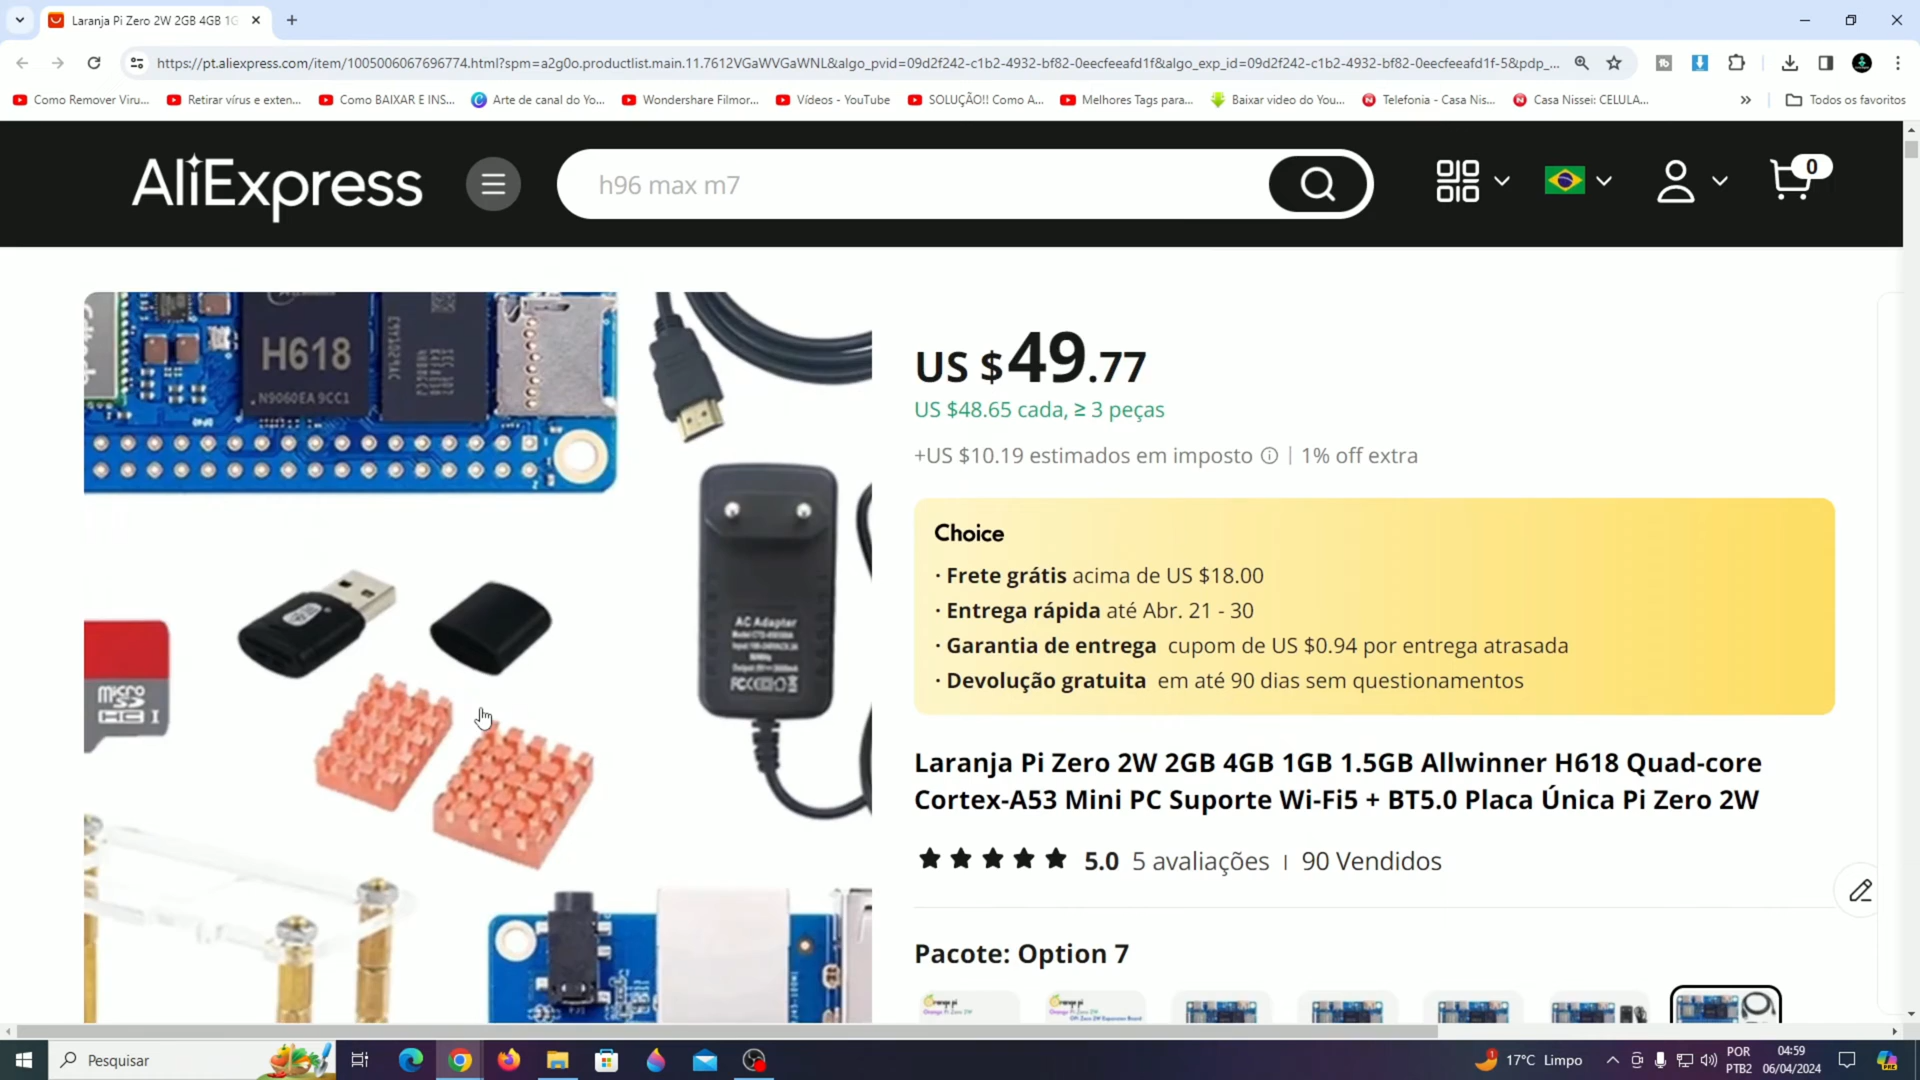 Laranja Pi Zero 2W 2GB 4GB 1G
https://pt.aliexpress.com/item/1005006067696774.html?spm=a2g0o.productlist.main.11.7612VGaWVGaWNL&algo_pvid=09d2f242-c1b2-4932-bf82-0eecfeeafd1f&algo_exp_id=09d2f242-c1b2-4932-bf82-0eecfeeafd1f-5&pdp_...
Como Remover Viru...
Retirar vírus e exten...
Como BAIXAR E INS...
Arte de canal do Yo...
Wondershare Filmor...
Vídeos - YouTube
SOLUÇÃO!! Como A...
Melhores Tags para...
Baixar video do You...
Telefonia - Casa Nis...
Casa Nissei: CELULA...
Todos os favoritos
AliExpress
h96 max m7
0
H618
N9060EA 9CC1
micro
SD
HC I
AC Adapter
US $49.77
US $48.65 cada, ≥ 3 peças
+US $10.19 estimados em imposto | 1% off extra
Choice
· Frete grátis acima de US $18.00
· Entrega rápida até Abr. 21 - 30
· Garantia de entrega cupom de US $0.94 por entrega atrasada
· Devolução gratuita em até 90 dias sem questionamentos
Laranja Pi Zero 2W 2GB 4GB 1GB 1.5GB Allwinner H618 Quad-core
Cortex-A53 Mini PC Suporte Wi-Fi5 + BT5.0 Placa Única Pi Zero 2W
5.0 5 avaliações | 90 Vendidos
Pacote: Option 7
Pesquisar
1
17°C Limpo
POR
PTB2
04:59
06/04/2024